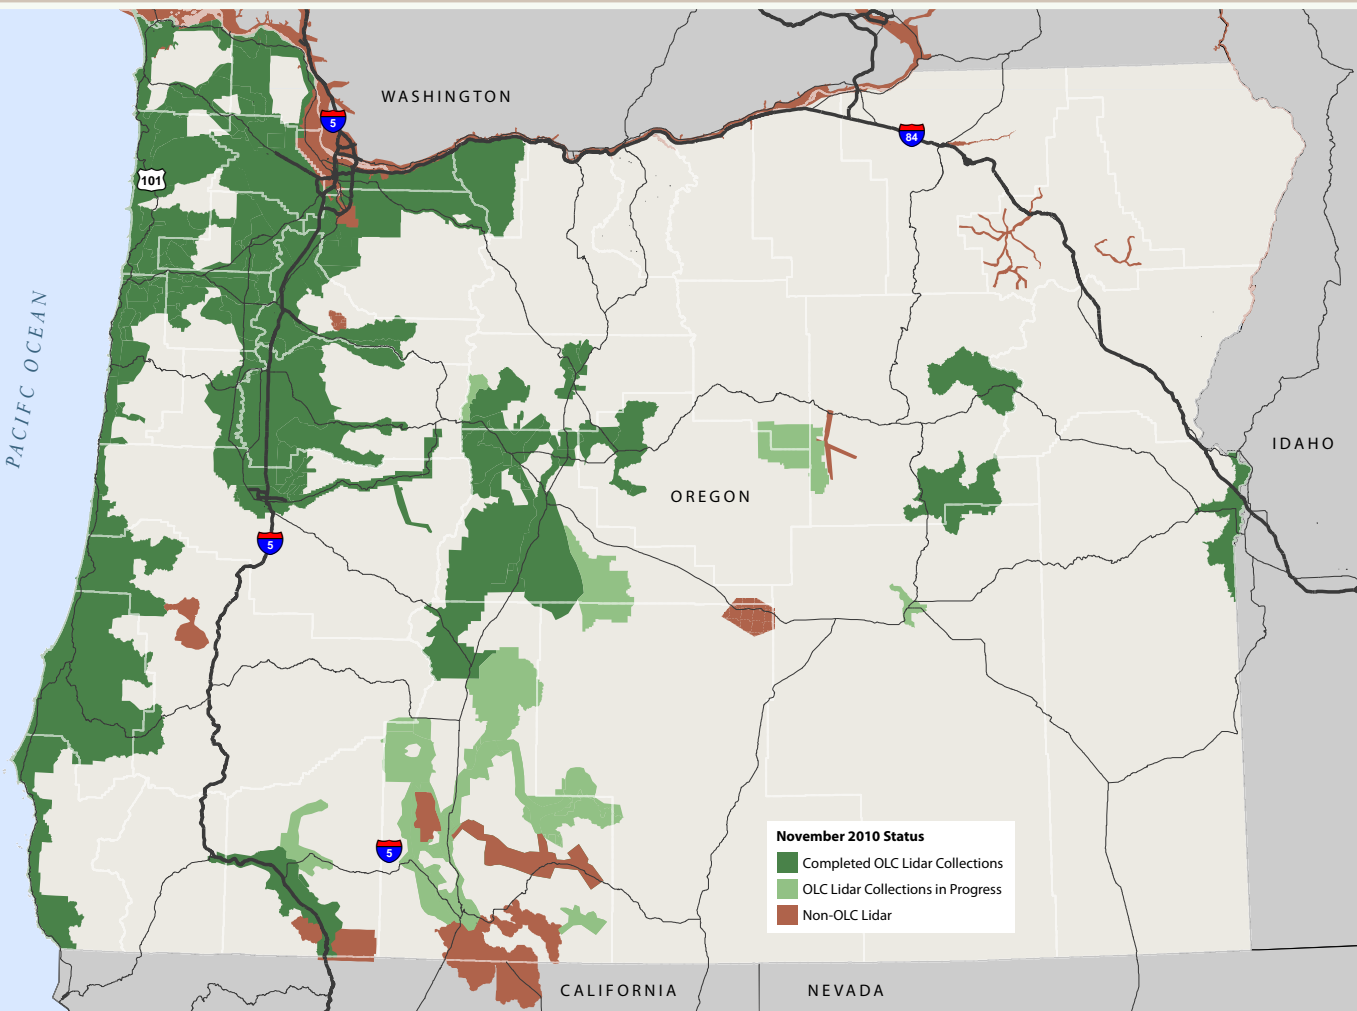 WASHINGTON
5
84
101
PACIFC OCEAN
IDAHO
OREGON
5
November 2010 Status
Completed OLC Lidar Collections
OLC Lidar Collections in Progress
Non-OLC Lidar
5
CALIFORNIA
NEVADA